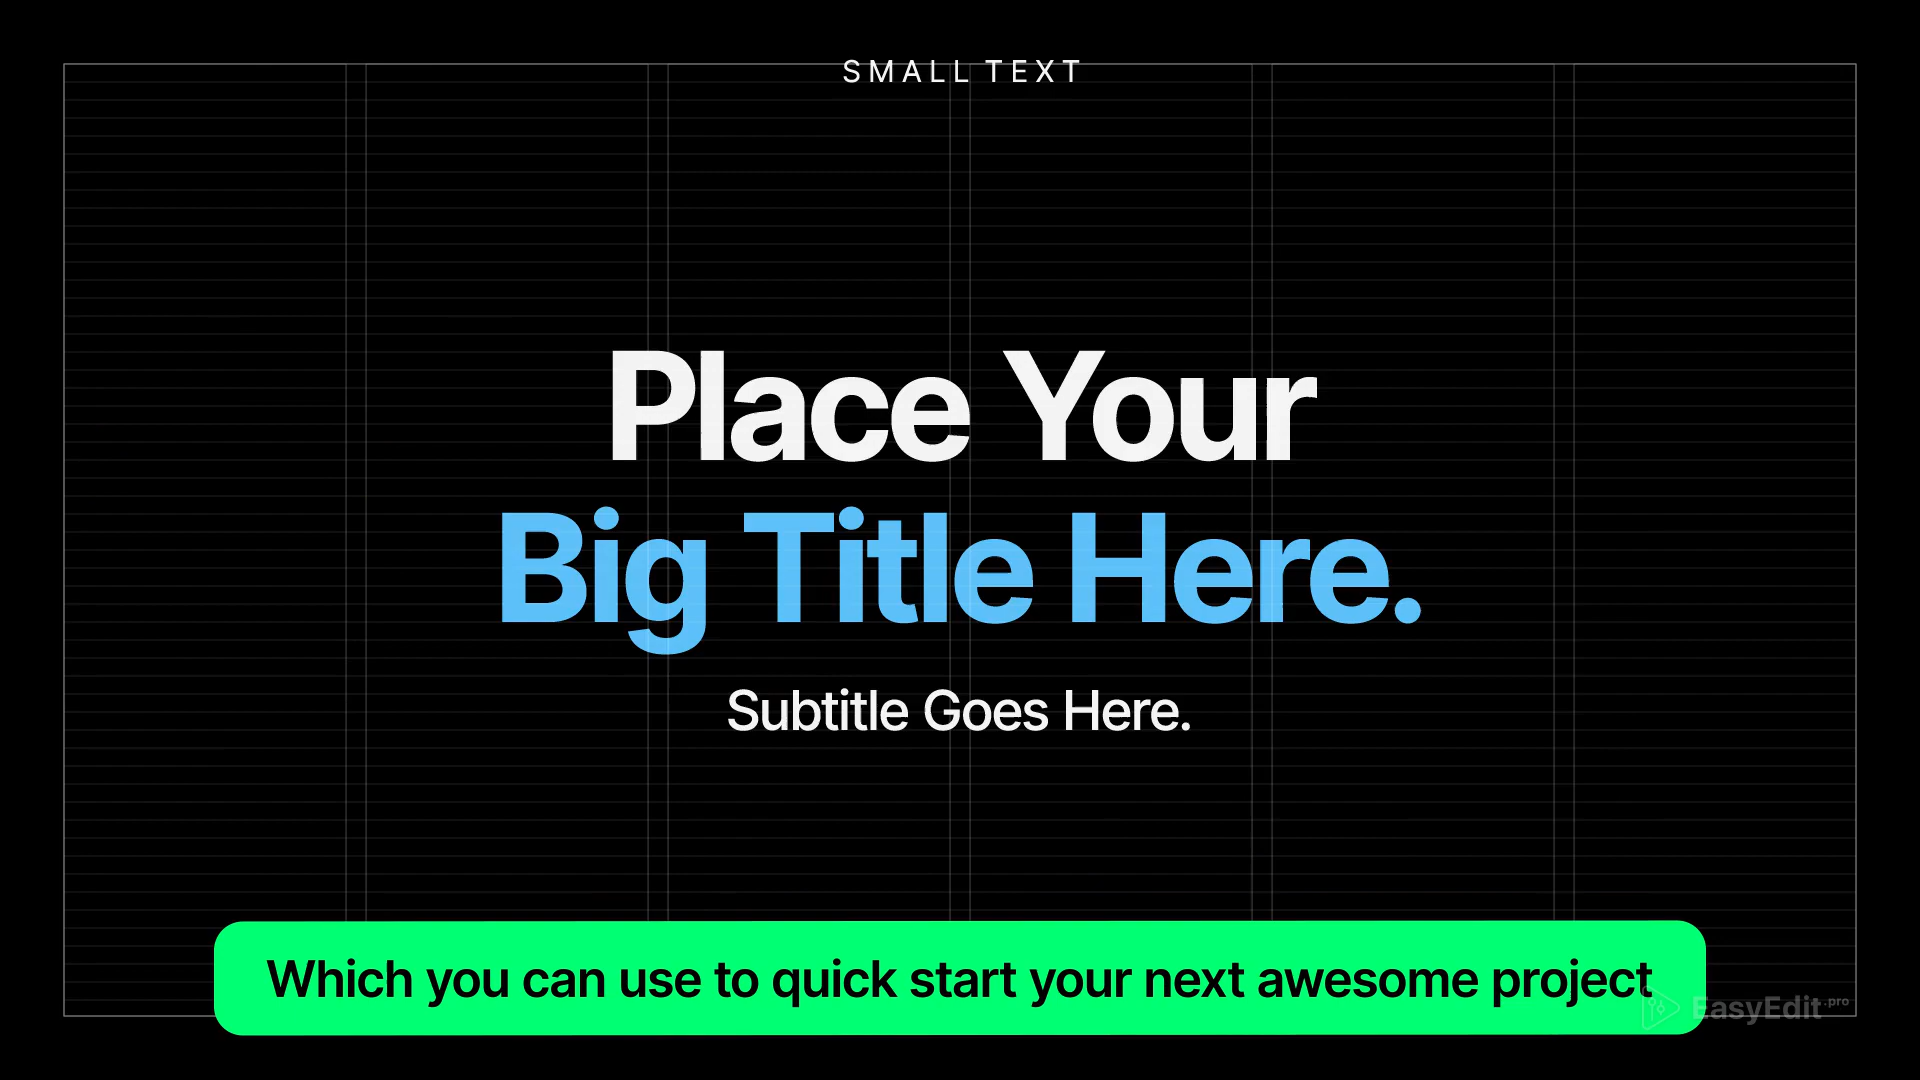 SMALL TEXT
Place Your
Big Title Here.
Subtitle Goes Here.
Which you can use to quick start your next awesome project
EasyEdit.pro